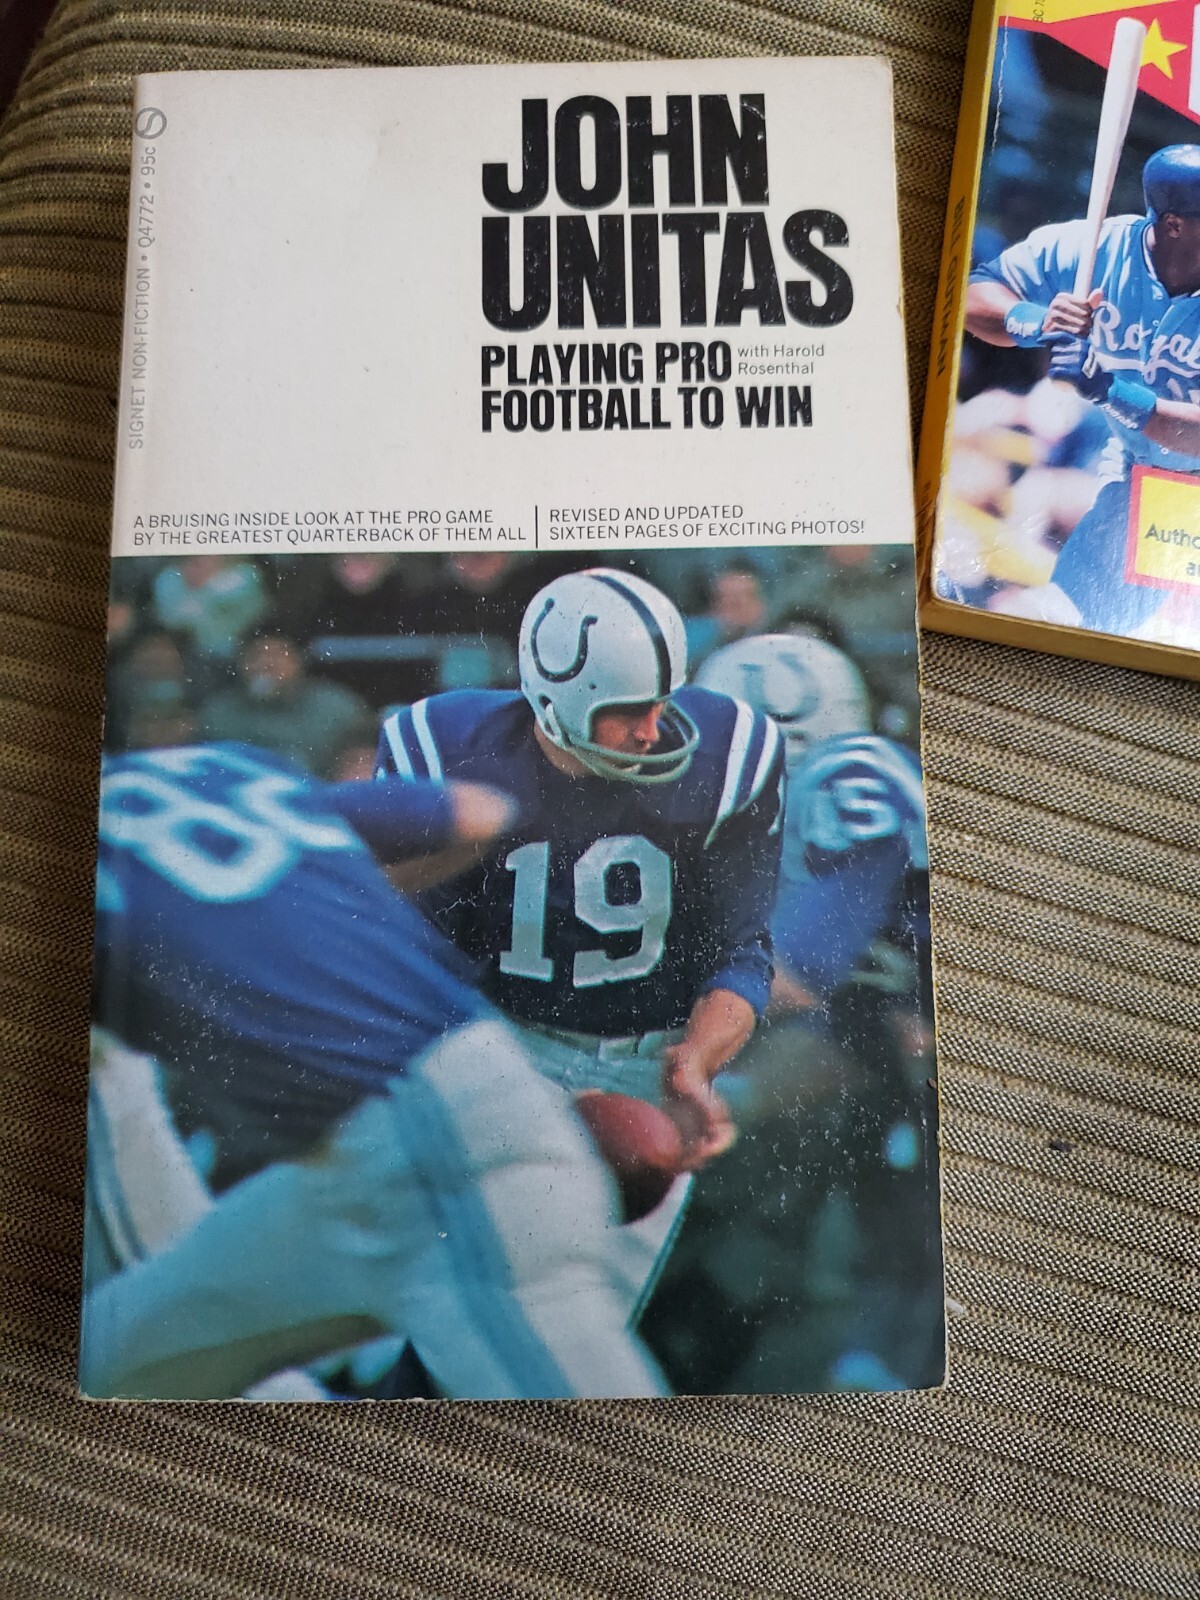 SIGNET NON-FICTION • Q4772 • 95c
JOHN
UNITAS
PLAYING PRO
with Harold
Rosenthal
FOOTBALL TO WIN
A BRUISING INSIDE LOOK AT THE PRO GAME
BY THE GREATEST QUARTERBACK OF THEM ALL
REVISED AND UPDATED
SIXTEEN PAGES OF EXCITING PHOTOS!
19
BILL GUTMAN